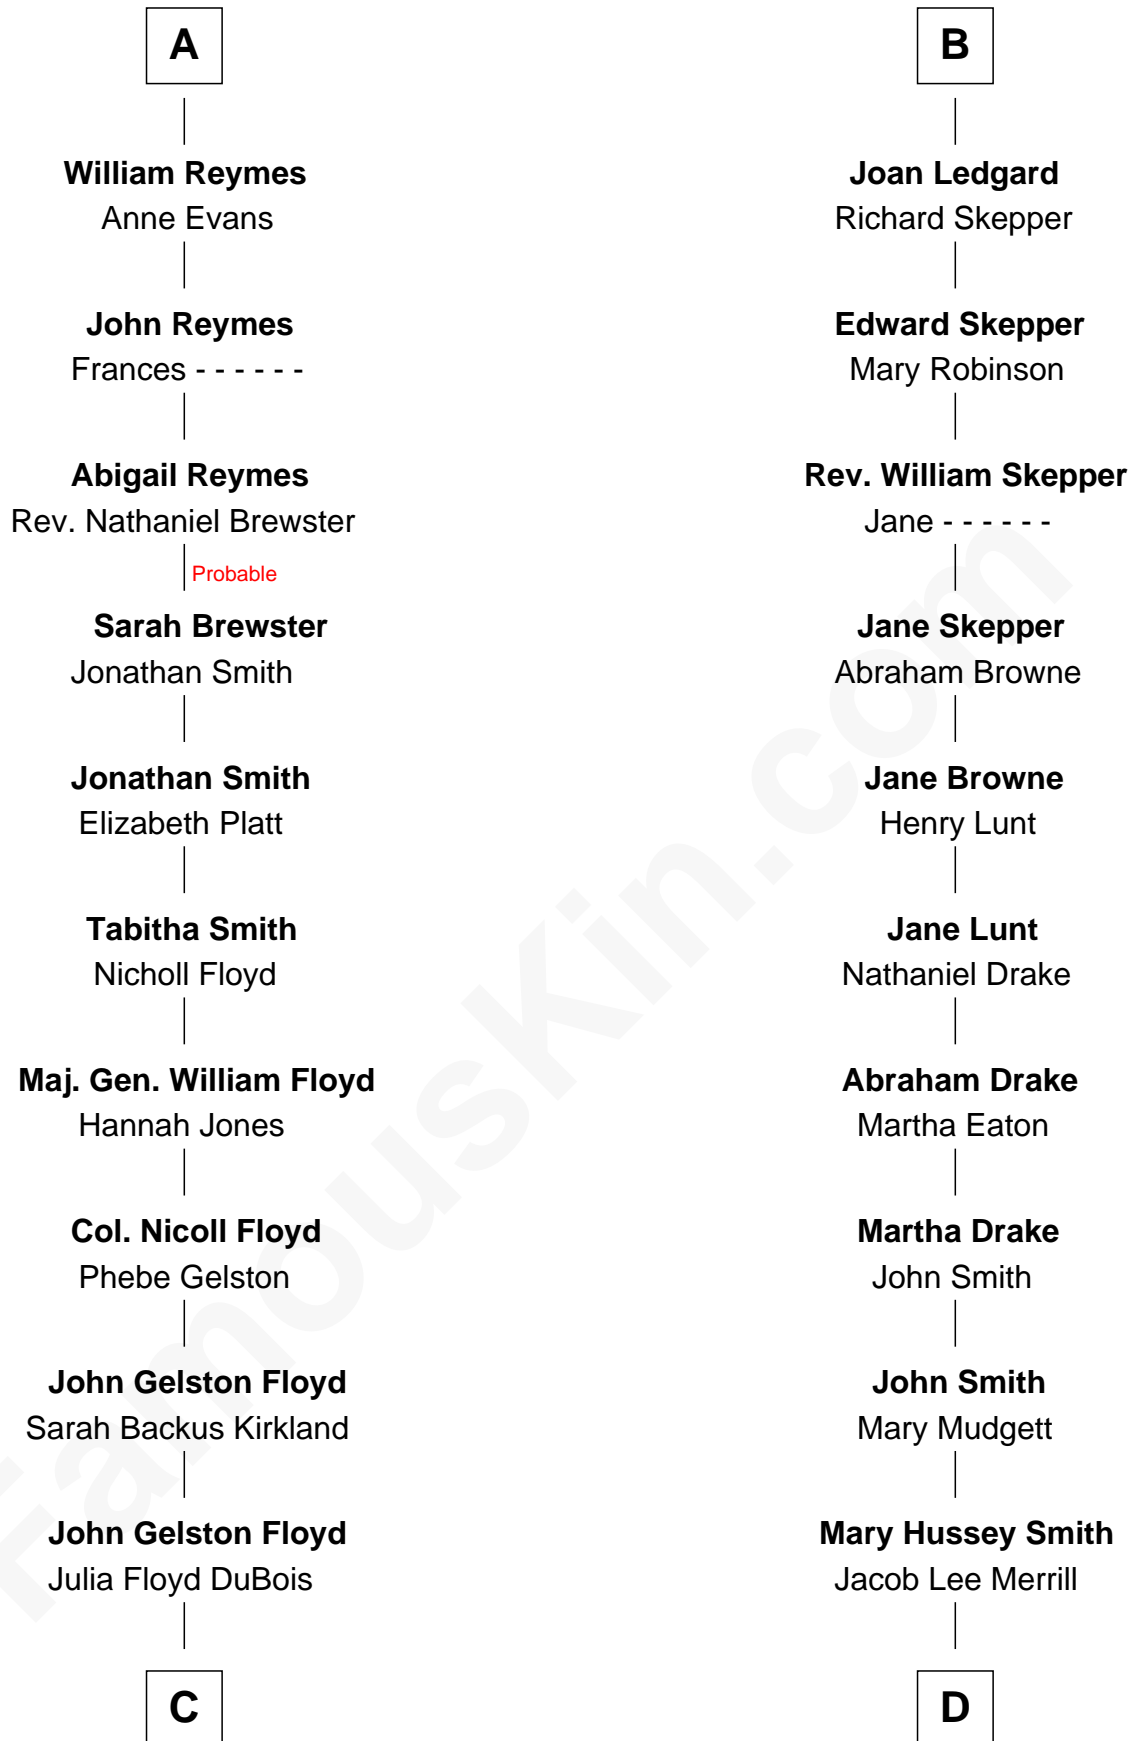 A
William Reymes
Anne Evans
John Reymes
Frances - - - - - -
Abigail Reymes
Rev. Nathaniel Brewster
Probable
Sarah Brewster
Jonathan Smith
Jonathan Smith
Elizabeth Platt
Tabitha Smith
Nicholl Floyd
Maj. Gen. William Floyd
Hannah Jones
Col. Nicoll Floyd
Phebe Gelston
John Gelston Floyd
Sarah Backus Kirkland
John Gelston Floyd
Julia Floyd DuBois
C
B
Joan Ledgard
Richard Skepper
Edward Skepper
Mary Robinson
Rev. William Skepper
Jane - - - - - -
Jane Skepper
Abraham Browne
Jane Browne
Henry Lunt
Jane Lunt
Nathaniel Drake
Abraham Drake
Martha Eaton
Martha Drake
John Smith
John Smith
Mary Mudgett
Mary Hussey Smith
Jacob Lee Merrill
D
FamousKin.com